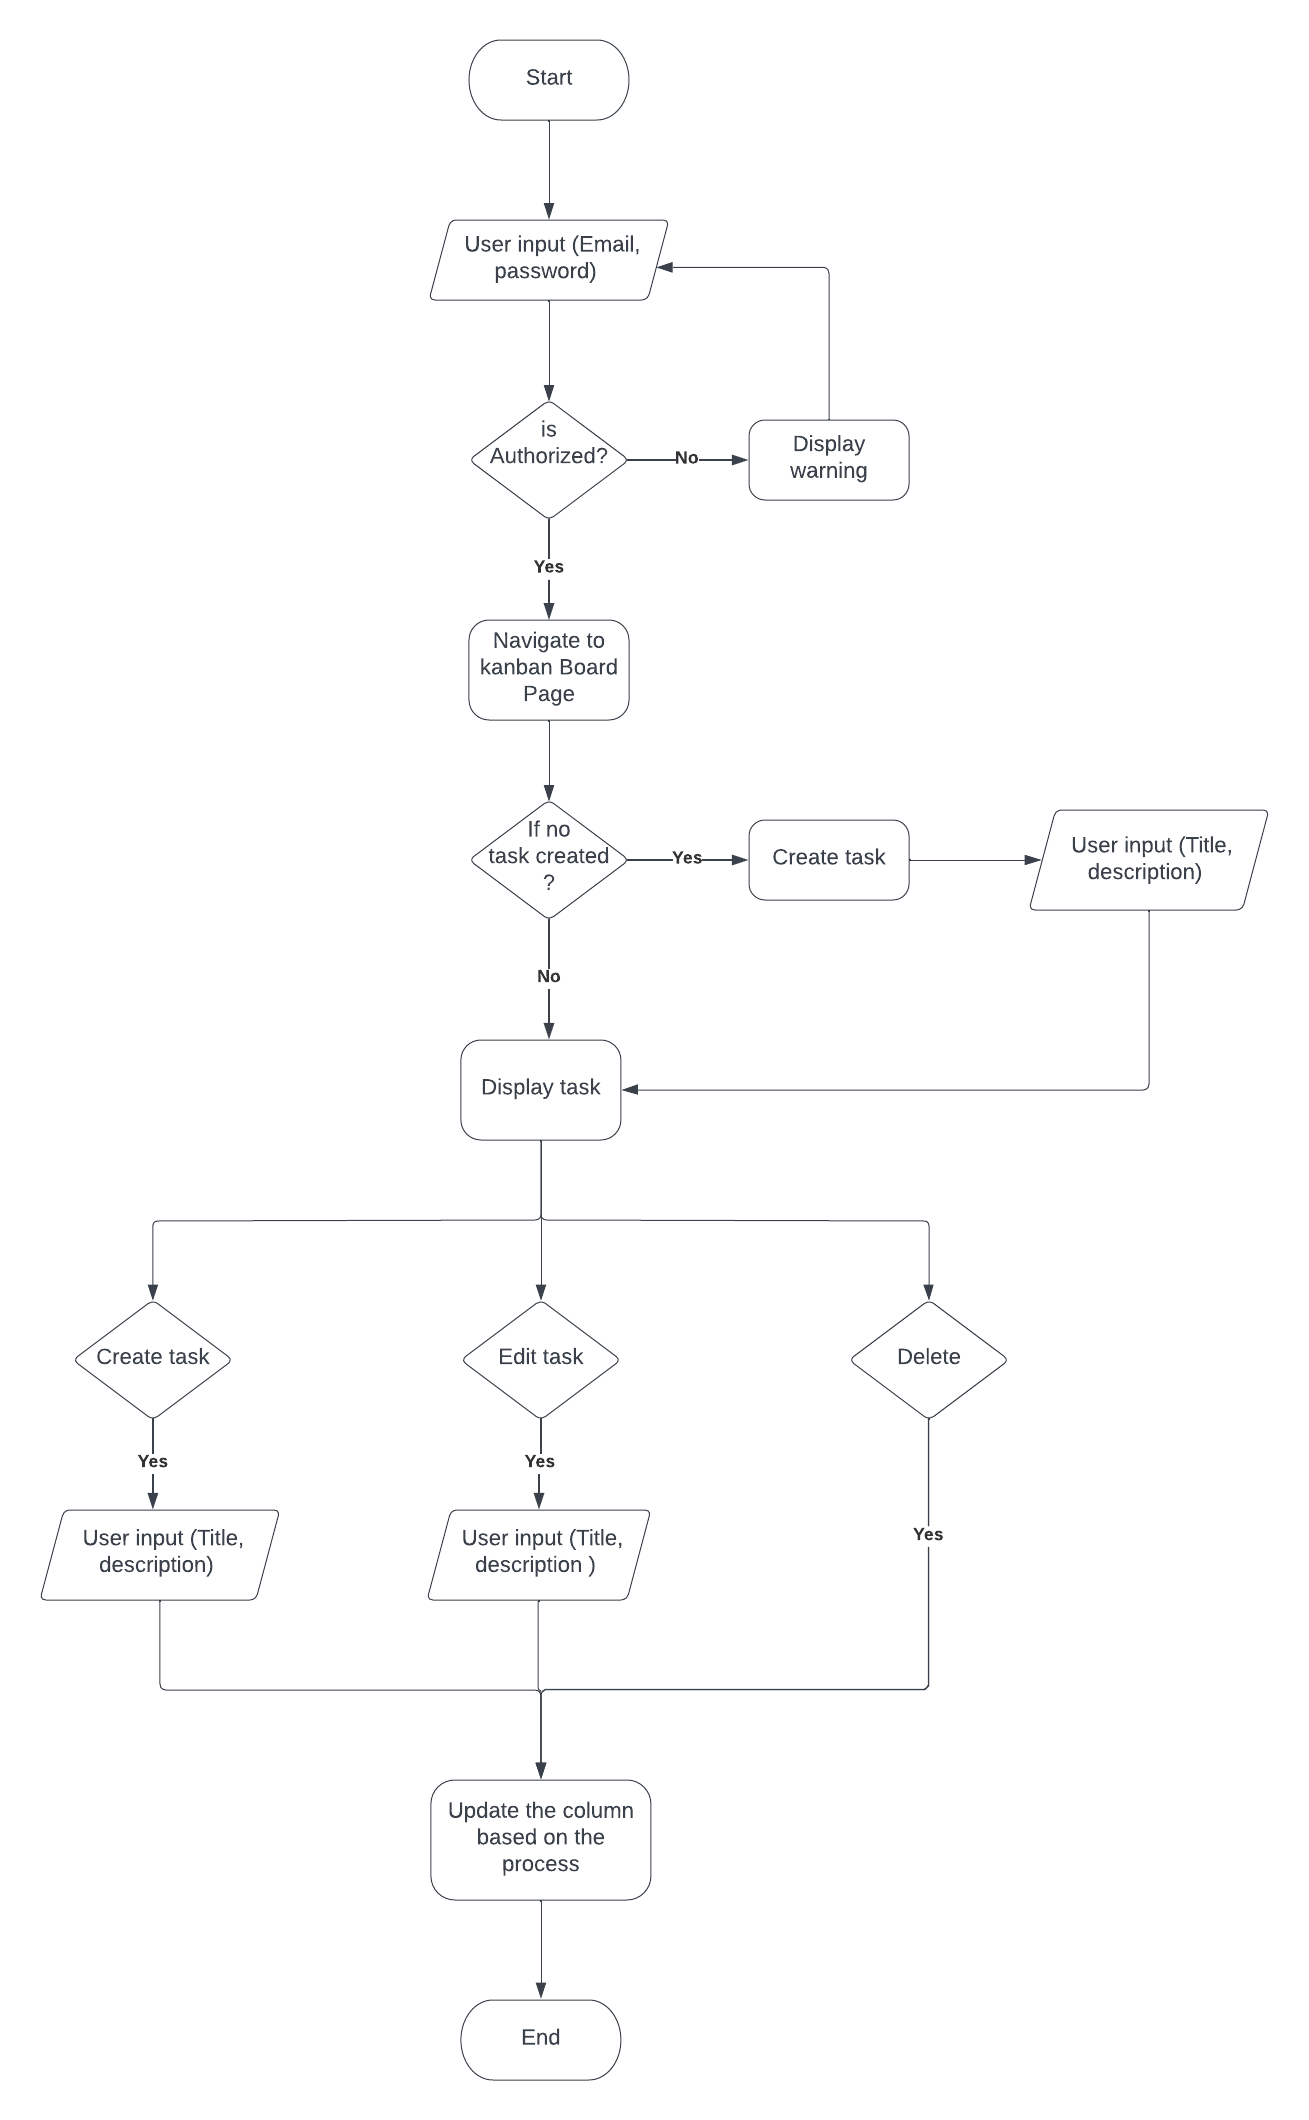 Start
User input (Email,
password)
is
Authorized?
No
Display
warning
Yes
Navigate to
kanban Board
Page
If no
task created
?
Yes
Create task
User input (Title,
description)
No
Display task
Create task
Edit task
Delete
Yes
Yes
Yes
User input (Title,
description)
User input (Title,
description )
Update the column
based on the
process
End